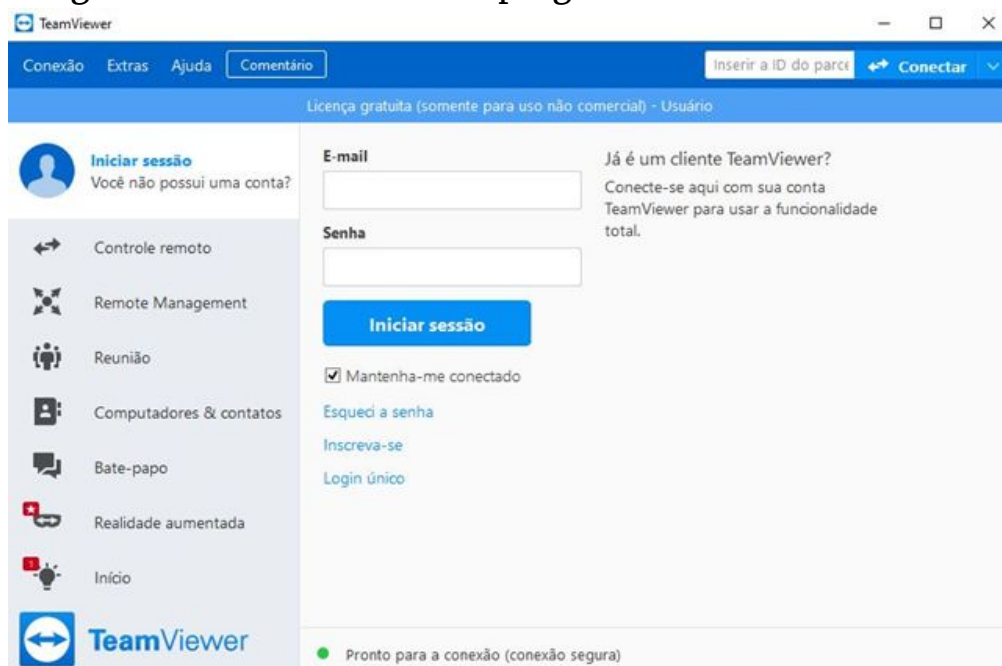 TeamViewer
Conexão Extras Ajuda Comentário
Inserir a ID do parce
Conectar
Licença gratuita (somente para uso não comercial) - Usuário
Iniciar sessão
Você não possui uma conta?
Controle remoto
Remote Management
Reunião
Computadores & contatos
Bate-papo
Realidade aumentada
1
Início
TeamViewer
E-mail
Senha
Iniciar sessão
Mantenha-me conectado
Esqueci a senha
Inscreva-se
Login único
Já é um cliente TeamViewer?
Conecte-se aqui com sua conta
TeamViewer para usar a funcionalidade
total.
Pronto para a conexão (conexão segura)